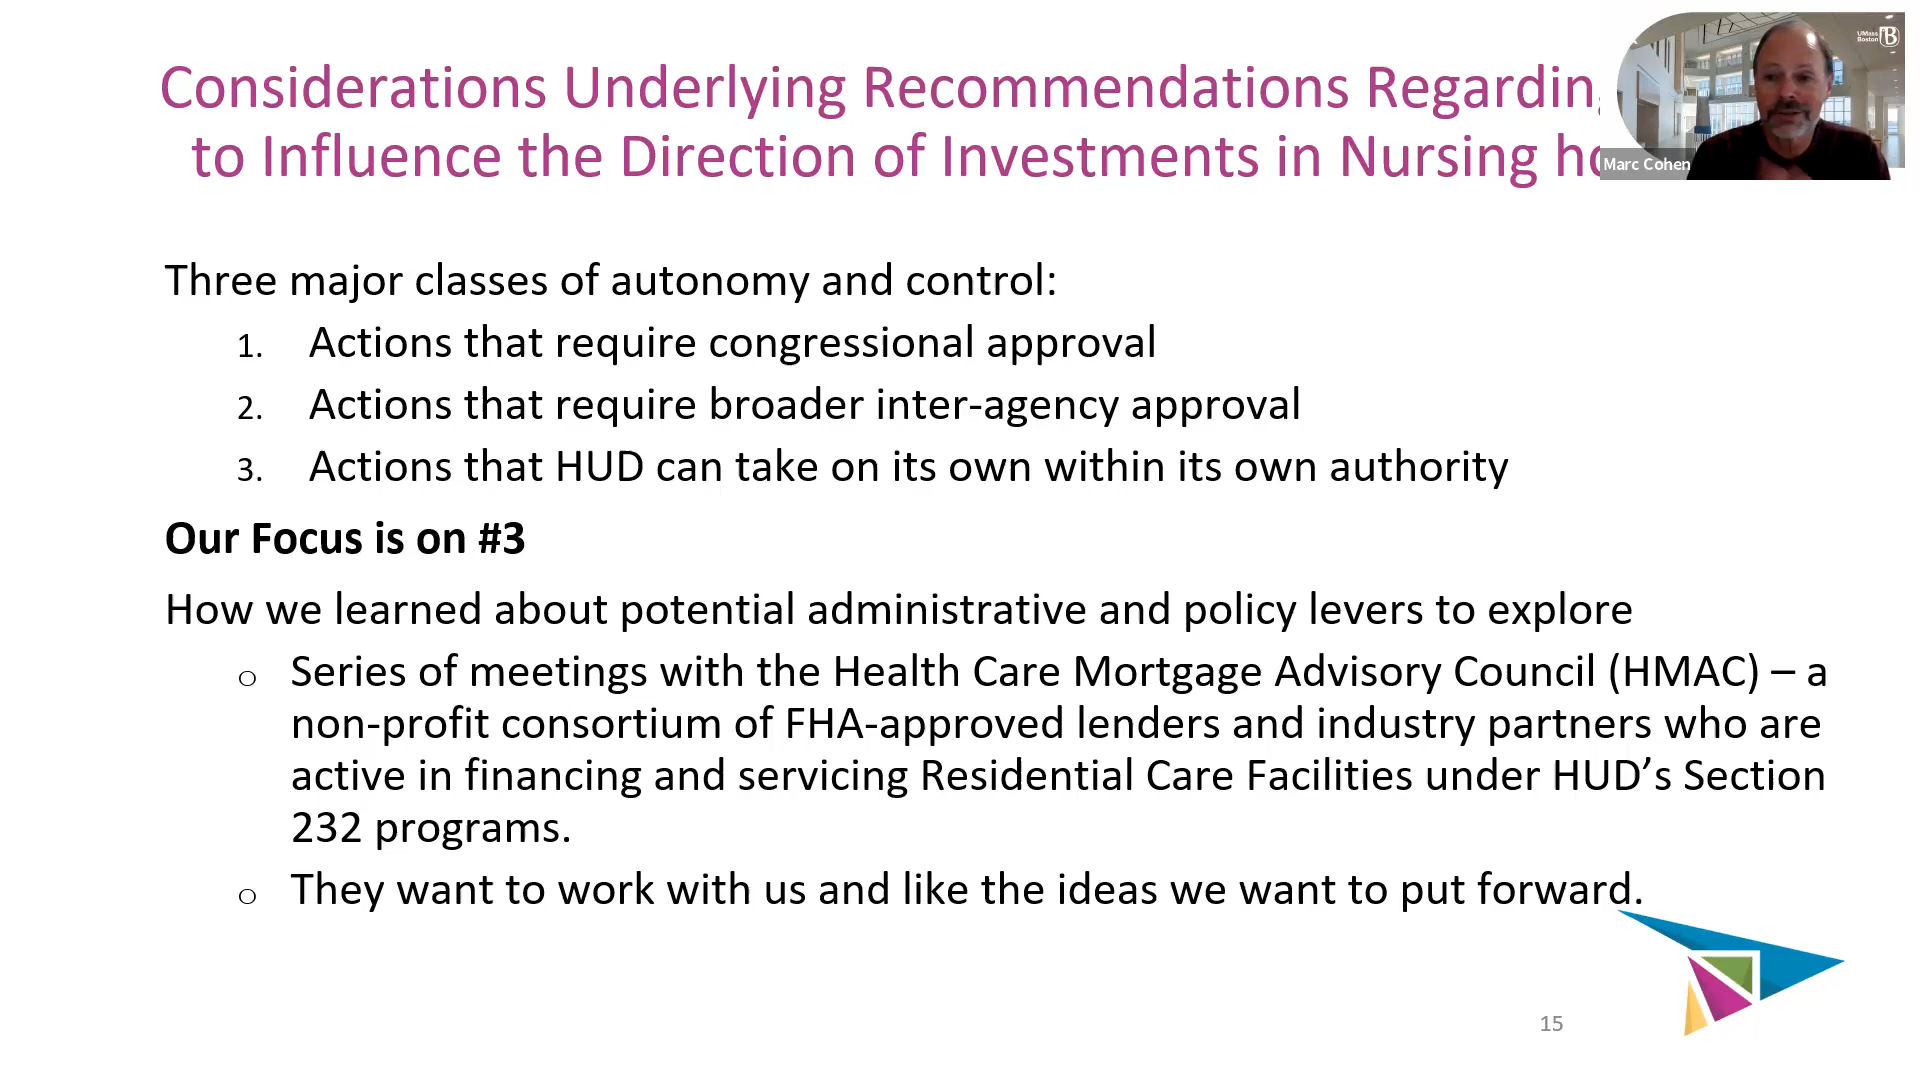 Considerations Underlying Recommendations Regarding
to Influence the Direction of Investments in Nursing
UMass
Boston
B
Marc Cohen
Three major classes of autonomy and control:
1. Actions that require congressional approval
2. Actions that require broader inter-agency approval
3. Actions that HUD can take on its own within its own authority
Our Focus is on #3
How we learned about potential administrative and policy levers to explore
o Series of meetings with the Health Care Mortgage Advisory Council (HMAC) – a
non-profit consortium of FHA-approved lenders and industry partners who are
active in financing and servicing Residential Care Facilities under HUD’s Section
232 programs.
o They want to work with us and like the ideas we want to put forward.
15